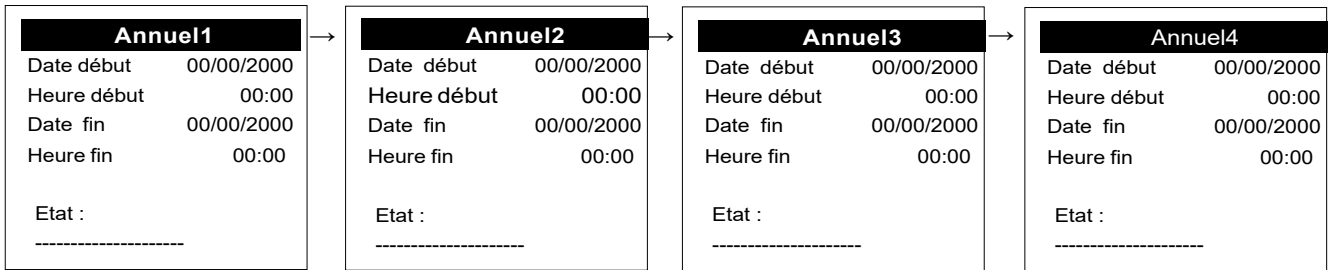 Annuel1
Date début 00/00/2000
Heure début 00:00
Date fin 00/00/2000
Heure fin 00:00
Etat :
---------------------
→
Annuel2
Date début 00/00/2000
Heure début 00:00
Date fin 00/00/2000
Heure fin 00:00
Etat :
---------------------
→
Annuel3
Date début 00/00/2000
Heure début 00:00
Date fin 00/00/2000
Heure fin 00:00
Etat :
---------------------
→
Annuel4
Date début 00/00/2000
Heure début 00:00
Date fin 00/00/2000
Heure fin 00:00
Etat :
---------------------